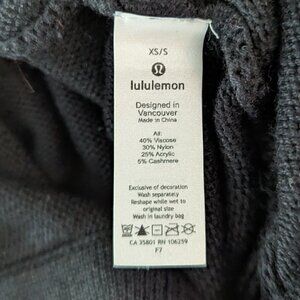 XS/S
lululemon
Designed in
Vancouver
Made in China
All:
40% Viscose
30% Nylon
25% Acrylic
5% Cashmere
Exclusive of decoration
Wash separately
Reshape while wet to
original size
Wash in laundry bag
CA 35801 RN 106259
F7